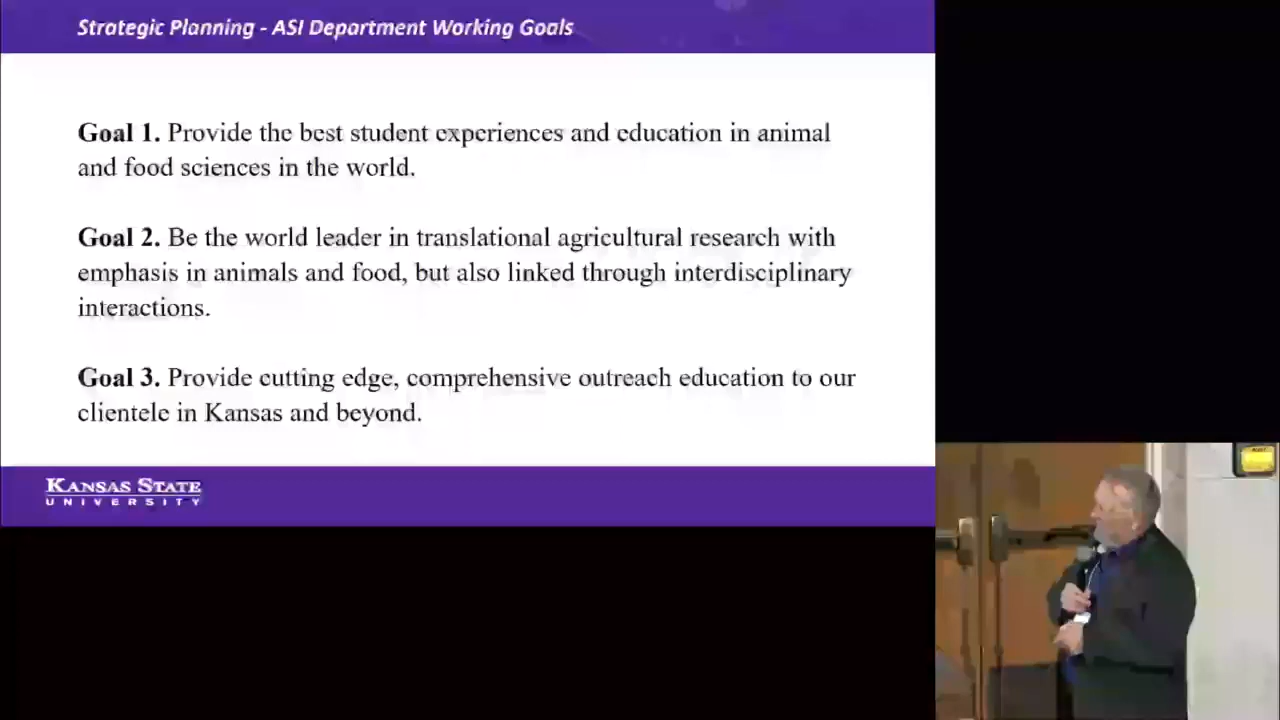 Strategic Planning - ASI Department Working Goals
Goal 1. Provide the best student experiences and education in animal
and food sciences in the world.
Goal 2. Be the world leader in translational agricultural research with
emphasis in animals and food, but also linked through interdisciplinary
interactions.
Goal 3. Provide cutting edge, comprehensive outreach education to our
clientele in Kansas and beyond.
KANSAS STATE
UNIVERSITY